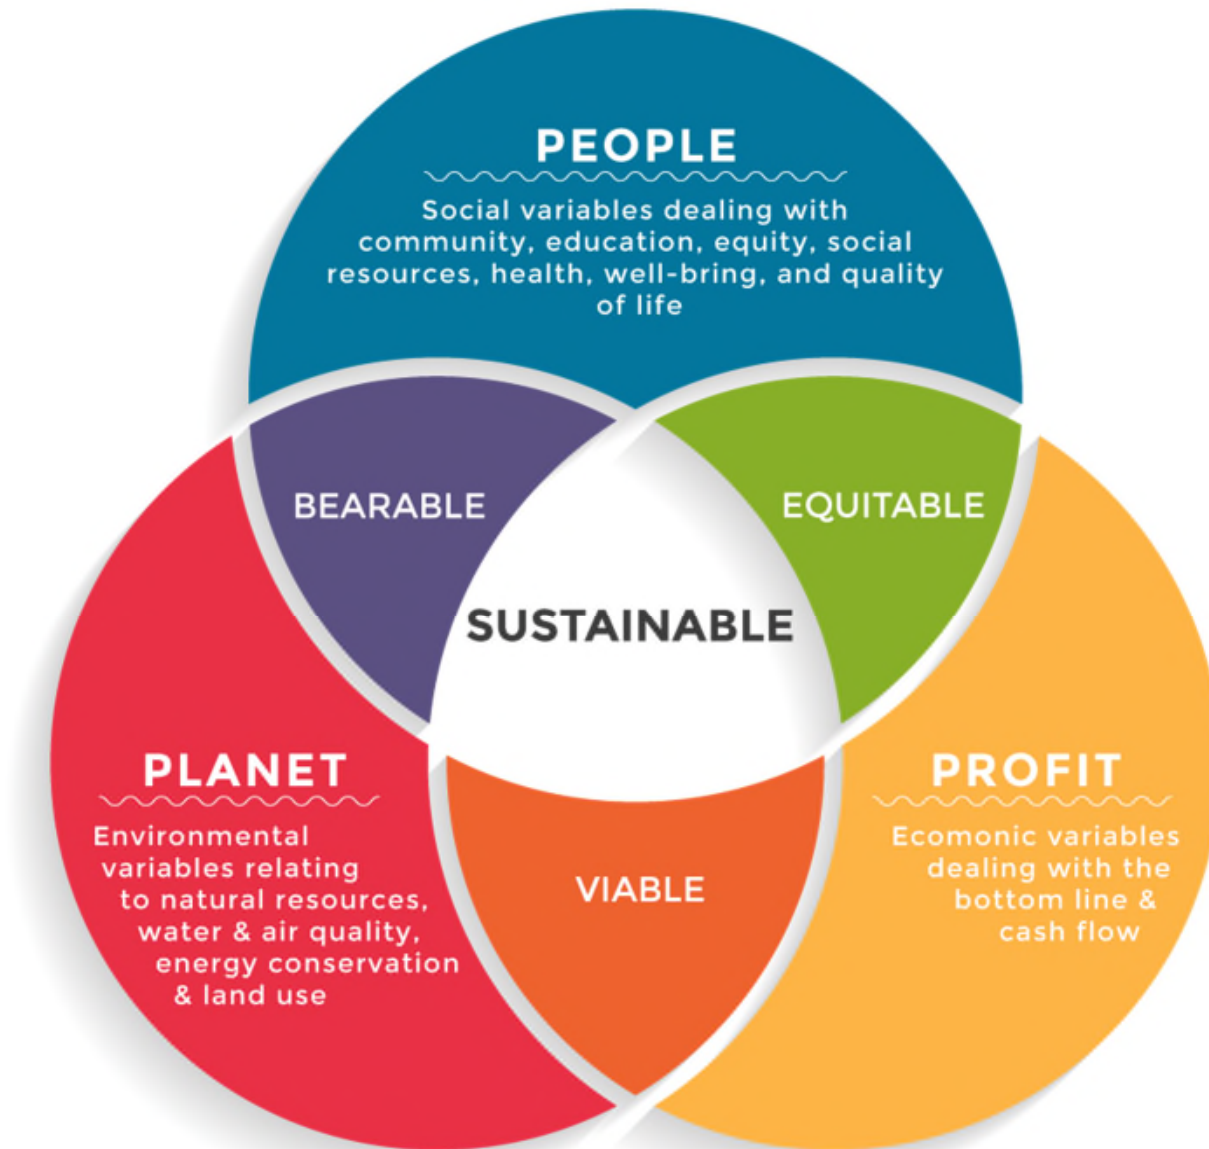 PEOPLE
Social variables dealing with
community, education, equity, social
resources, health, well-bring, and quality
of life
BEARABLE
EQUITABLE
SUSTAINABLE
PLANET
Environmental
variables relating
to natural resources,
water & air quality,
energy conservation
& land use
VIABLE
PROFIT
Ecomonic variables
dealing with the
bottom line &
cash flow